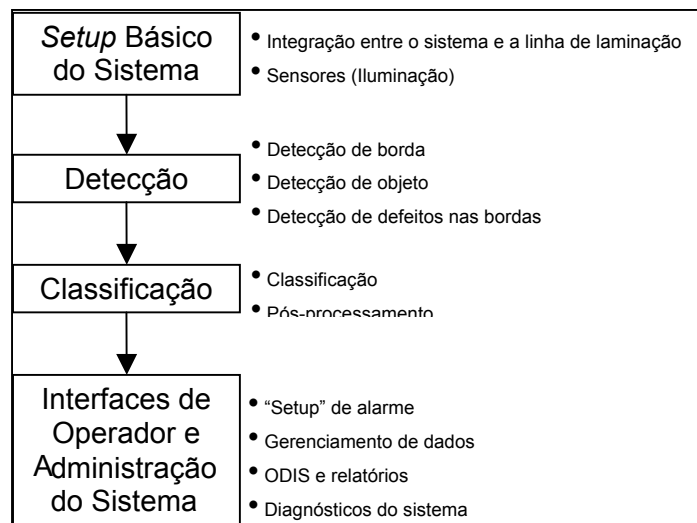 Setup Básico
do Sistema
• Integração entre o sistema e a linha de laminação
• Sensores (Iluminação)
Detecção
• Detecção de borda
• Detecção de objeto
• Detecção de defeitos nas bordas
Classificação
• Classificação
• Pós-processamento
Interfaces de
Operador e
Administração
do Sistema
• “Setup” de alarme
• Gerenciamento de dados
• ODIS e relatórios
• Diagnósticos do sistema